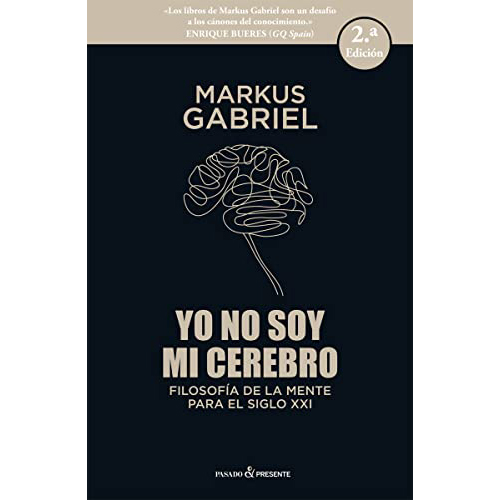 «Los libros de Markus Gabriel son un desafío
a los cánones del conocimiento.»
ENRIQUE BUERES (GQ Spain)
2.ª
Edición
MARKUS
GABRIEL
YO NO SOY
MI CEREBRO
FILOSOFÍA DE LA MENTE
PARA EL SIGLO XXI
PASADO & PRESENTE